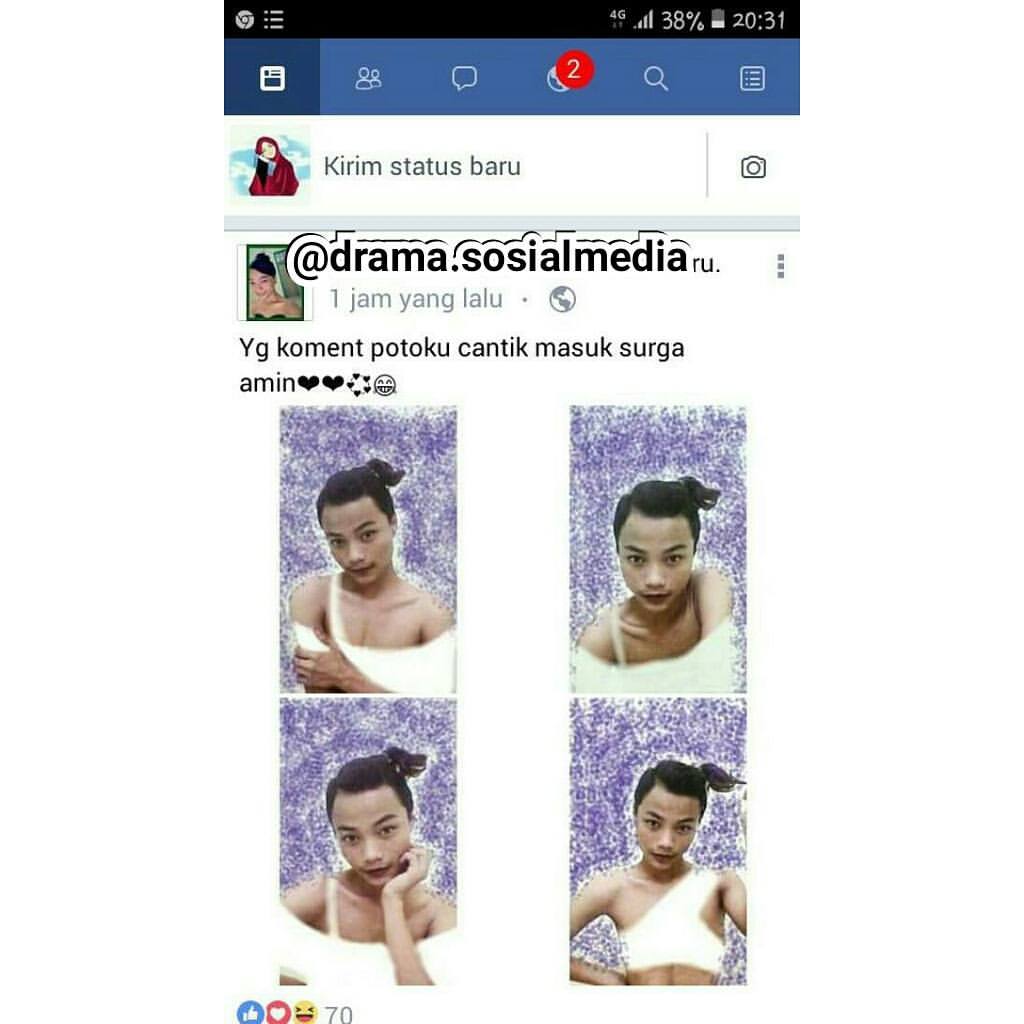 4G 38% 20:31
2
Kirim status baru
@drama.sosialmedia ru.
1 jam yang lalu ·
Yg koment potoku cantik masuk surga
amin❤❤💞😁
70